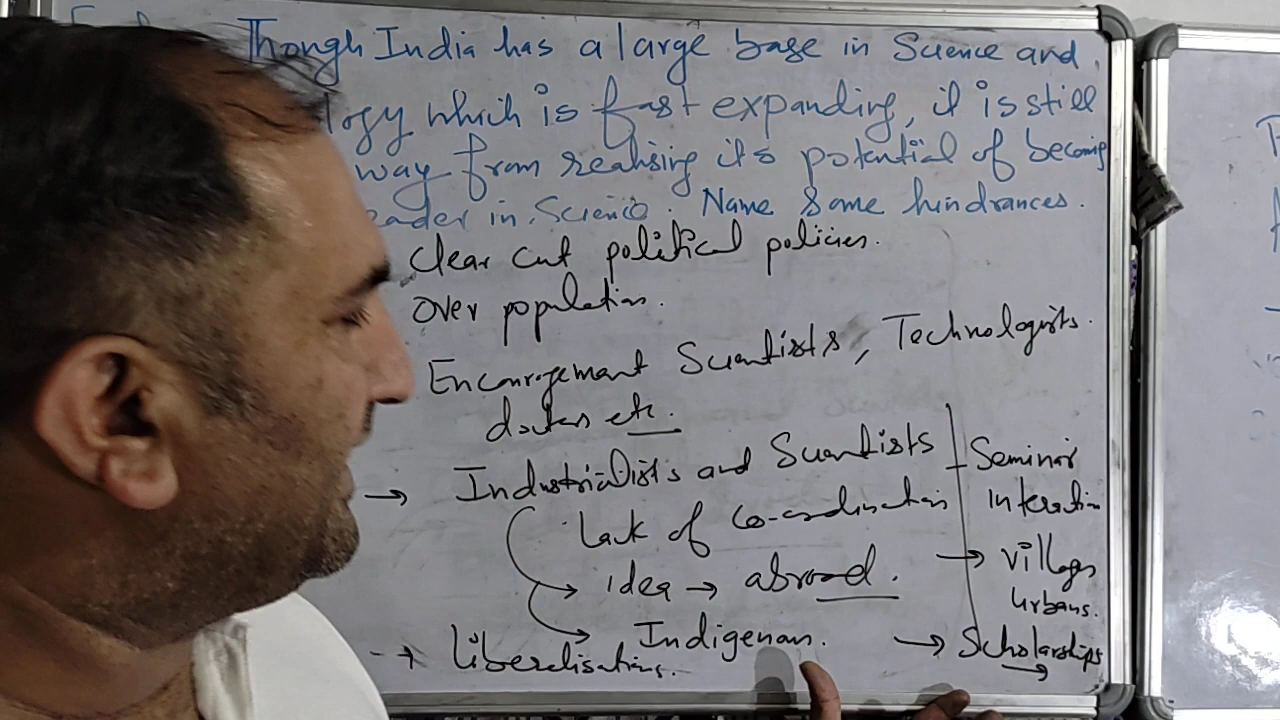 Though India has a large base in Science and
logy which is fast expanding, it is still
way from realising its potential of becoming
eader in Science. Name some hindrances.
Clear cut political policies.
Over population.
Encouragement Scientists, Technologists.
doctors etc.
→ Industrialists and Scientists
Lack of Co-ordination
→ idea → abroad.
→ Indigenous.
→ liberalisations.
Seminar
Interaction
→ Villages
Urbans.
→ Scholarships